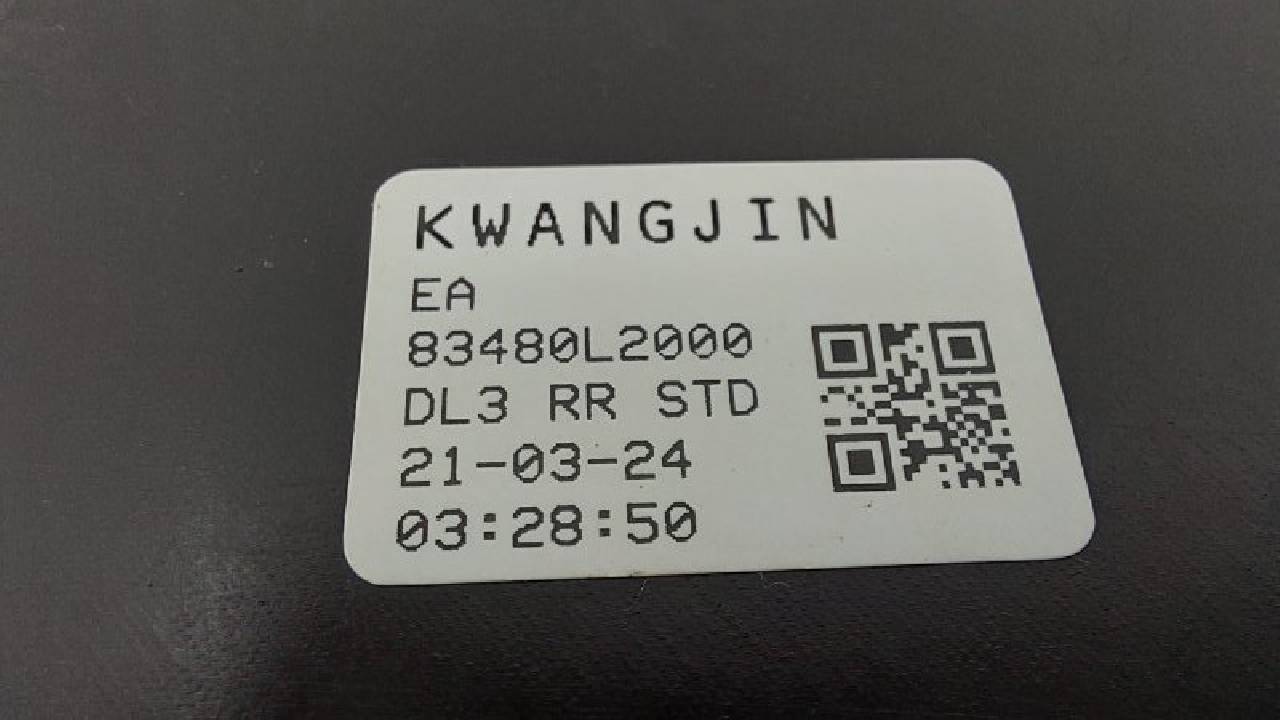 KWANGJIN
EA
83480L2000
DL3 RR STD
21-03-24
03:28:50